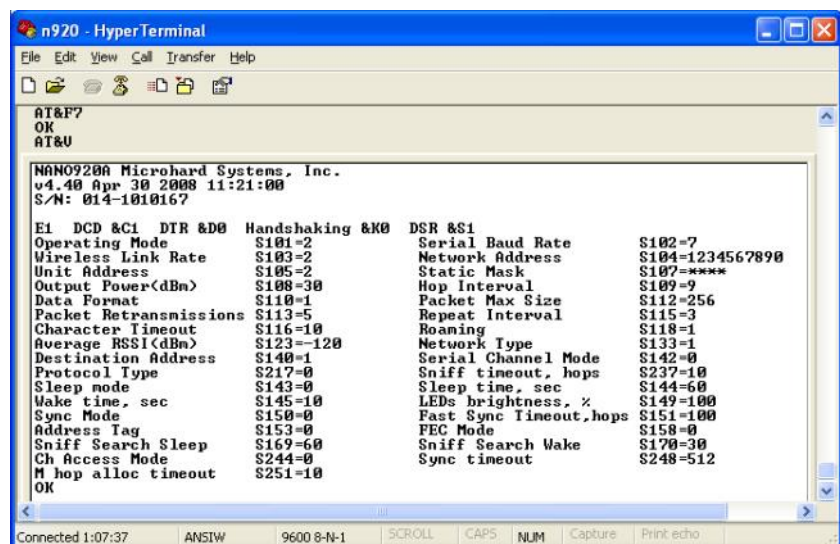 n920 - HyperTerminal
File Edit View Call Transfer Help
AT&F7
OK
AT&V
NANO920A Microhard Systems, Inc.
v4.40 Apr 30 2008 11:21:00
S/N: 014-1010167
E1 DCD &C1 DTR &D0 Handshaking &K0 DSR &S1
Operating Mode S101=2 Serial Baud Rate S102=7
Wireless Link Rate S103=2 Network Address S104=1234567890
Unit Address S105=2 Static Mask S107=****
Output Power(dBm) S108=30 Hop Interval S109=9
Data Format S110=1 Packet Max Size S112=256
Packet Retransmissions S113=5 Repeat Interval S115=3
Character Timeout S116=10 Roaming S118=1
Average RSSI(dBm) S123=-120 Network Type S133=1
Destination Address S140=1 Serial Channel Mode S142=0
Protocol Type S217=0 Sniff timeout, hops S237=10
Sleep mode S143=0 Sleep time, sec S144=60
Wake time, sec S145=10 LEDs brightness, % S149=100
Sync Mode S150=0 Fast Sync Timeout,hops S151=100
Address Tag S153=0 FEC Mode S158=0
Sniff Search Sleep S169=60 Sniff Search Wake S170=30
Ch Access Mode S244=0 Sync timeout S248=512
M hop alloc timeout S251=10
OK
Connected 1:07:37 ANSIW 9600 8-N-1 SCROLL CAPS NUM Capture Print echo